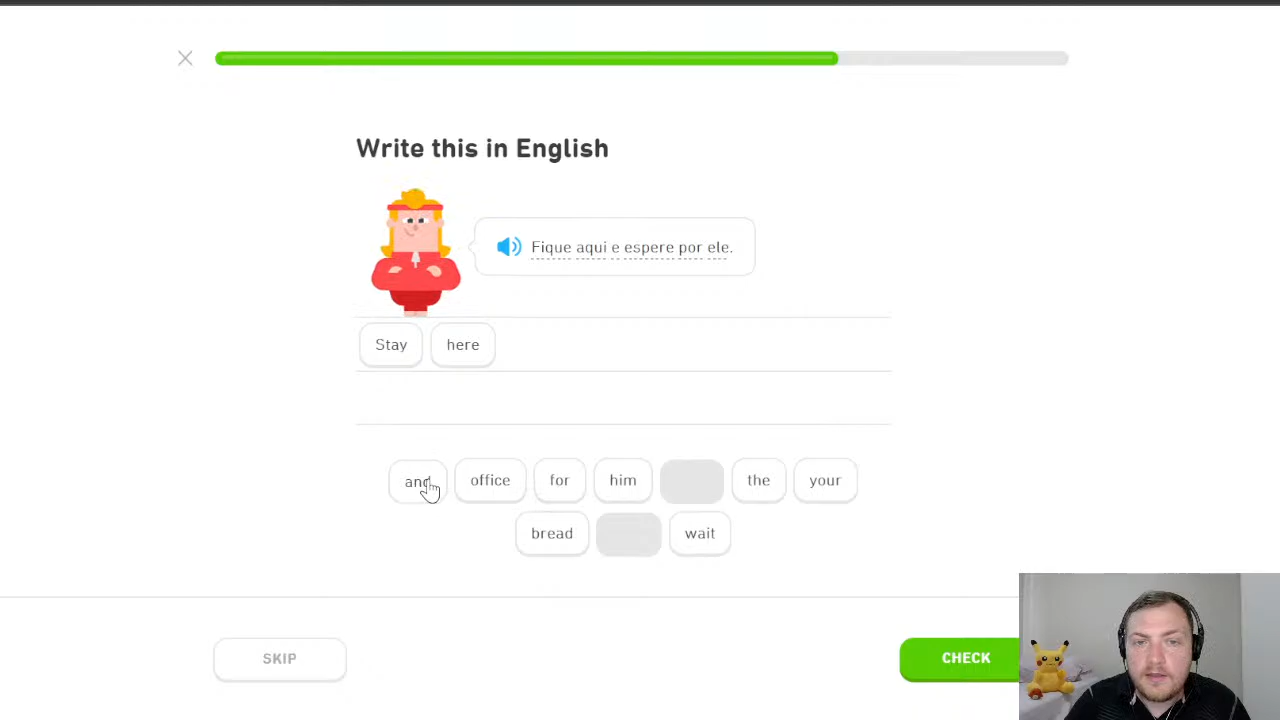 Write this in English
Fique aqui e espere por ele.
Stay here
and office for him the your
bread wait
SKIP CHECK